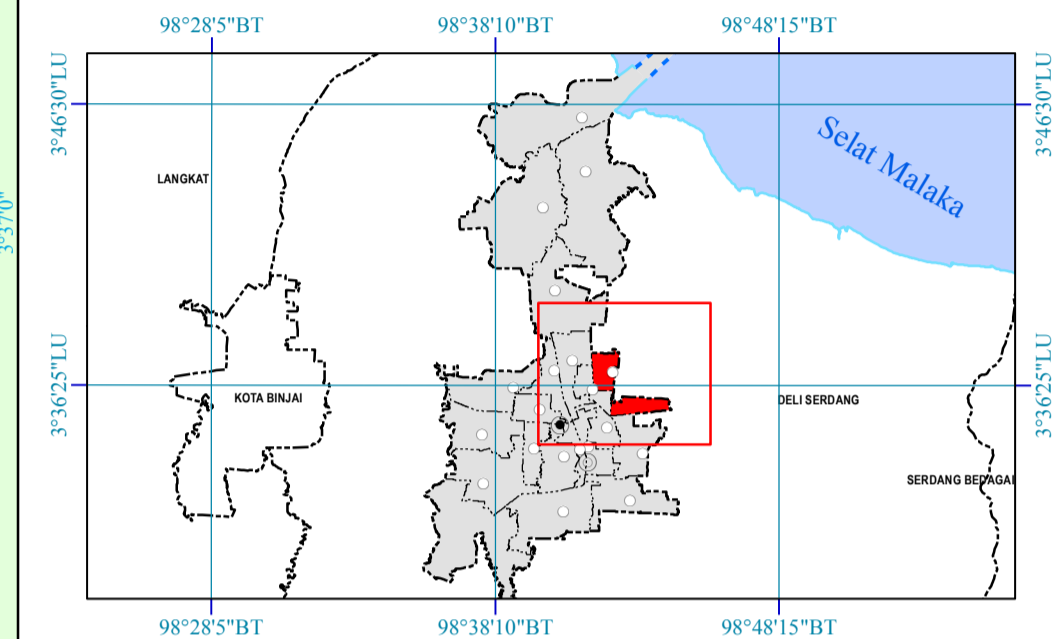 98°28'5"BT 98°38'10"BT 98°48'15"BT
3°46'30"LU 3°46'30"LU
Selat Malaka
LANGKAT
3°37'0"
3°36'25"LU 3°36'25"LU
KOTA BINJAI DELI SERDANG
SERDANG BEDAGAI
98°28'5"BT 98°38'10"BT 98°48'15"BT